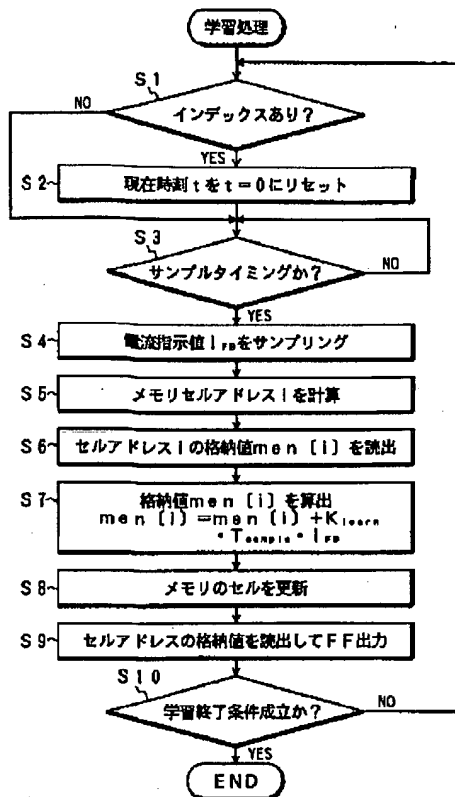 学習処理
S1
インデックスあり?
NO
YES
S2
現在時刻tをt=0にリセット
S3
サンプルタイミングか?
NO
YES
S4
電流指示値IFBをサンプリング
S5
メモリセルアドレスiを計算
S6
セルアドレスiの格納値men〔i〕を読出
S7
格納値men〔i〕を算出
men〔i〕=men〔i〕+Klearn
・Tsample・IFB
S8
メモリのセルを更新
S9
セルアドレスの格納値を読出してFF出力
S10
学習終了条件成立か?
NO
YES
END